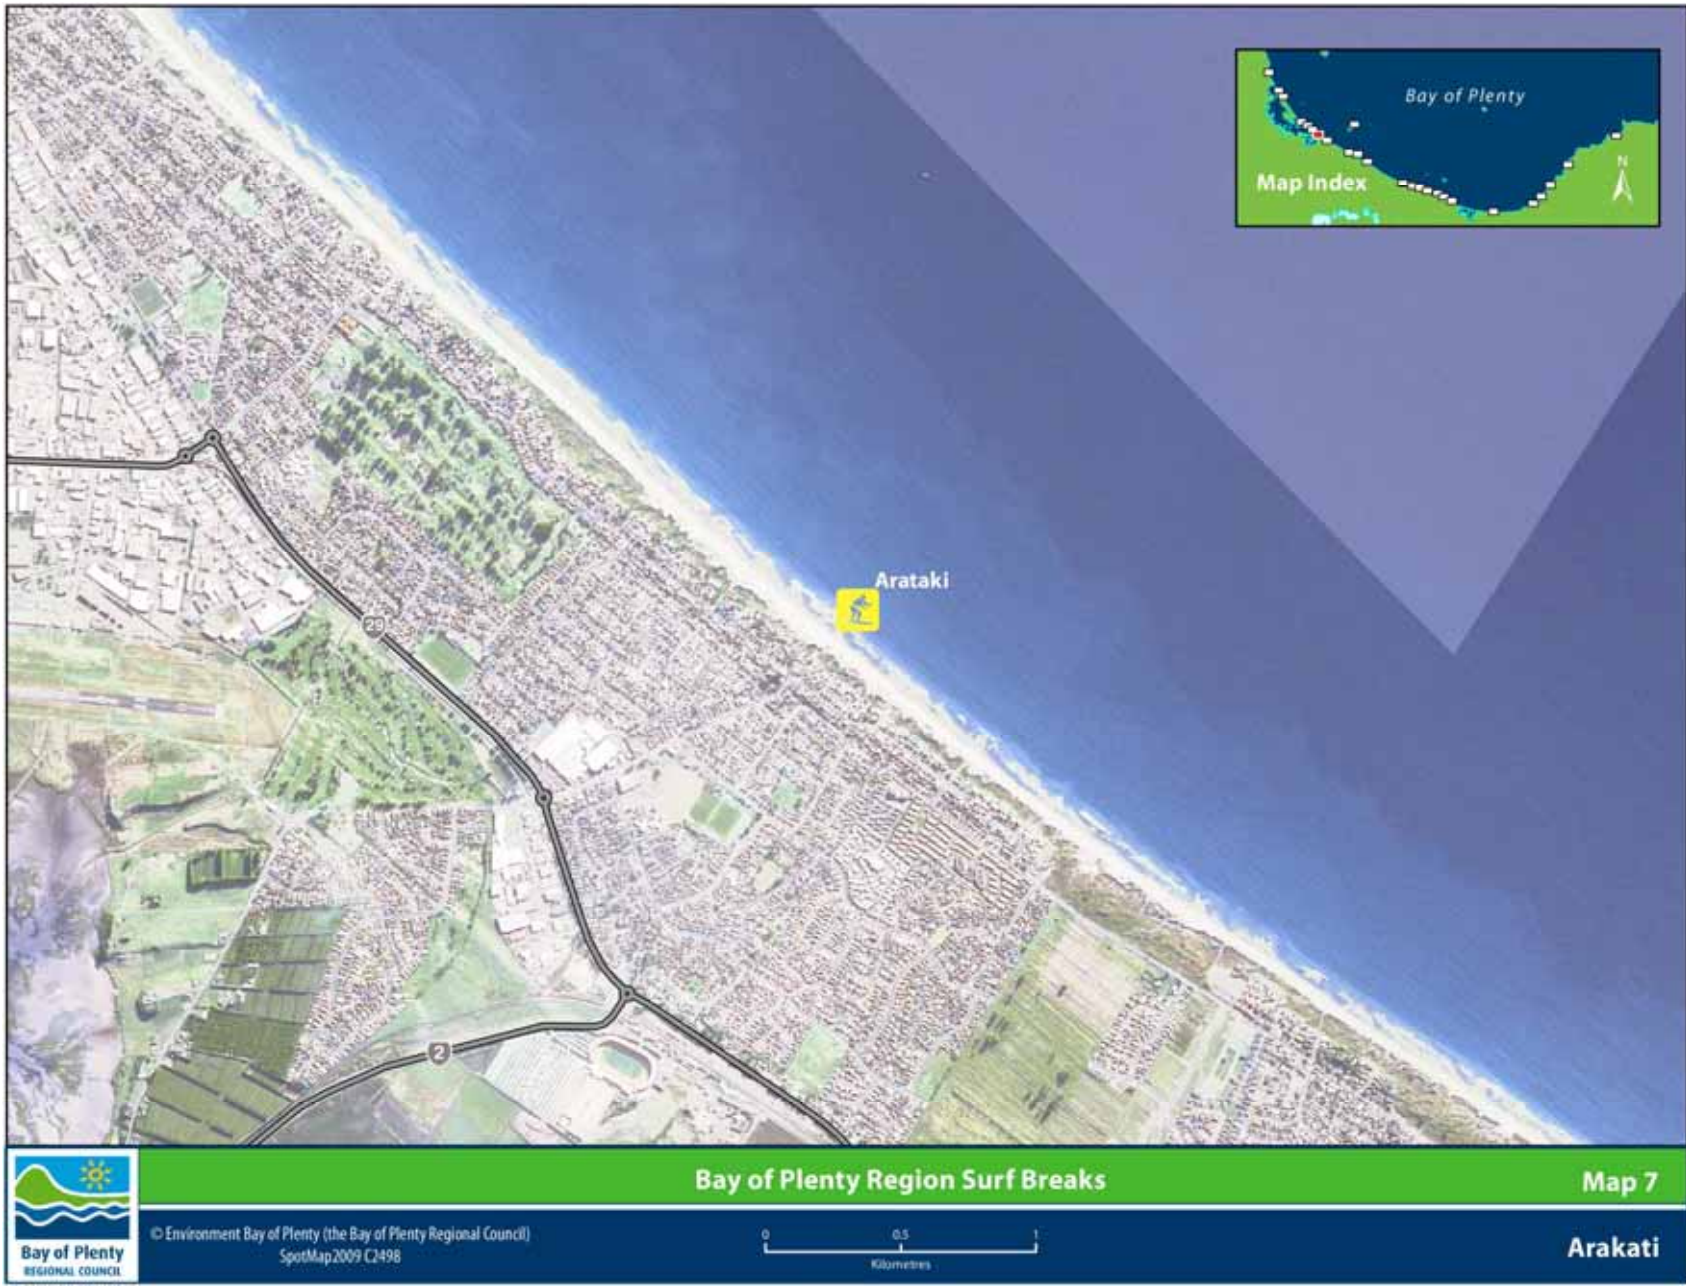 Bay of Plenty
Map Index
N
Arataki
29
2
Bay of Plenty Region Surf Breaks
Map 7
Bay of Plenty
REGIONAL COUNCIL
© Environment Bay of Plenty (the Bay of Plenty Regional Council)
SpotMap2009 C2498
0 0.5 1
Kilometres
Arakati